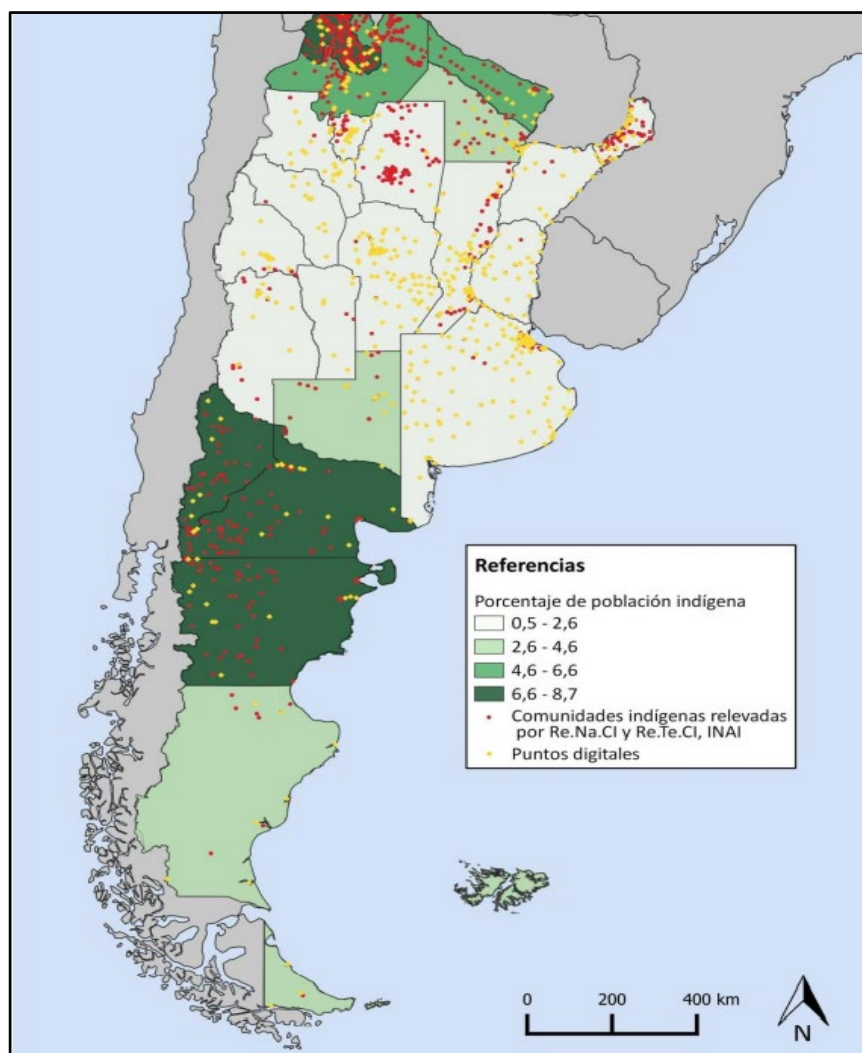 Referencias
Porcentaje de población indígena
0,5 - 2,6
2,6 - 4,6
4,6 - 6,6
6,6 - 8,7
Comunidades indígenas relevadas
por Re.Na.CI y Re.Te.CI, INAI
Puntos digitales
0 200 400 km
N